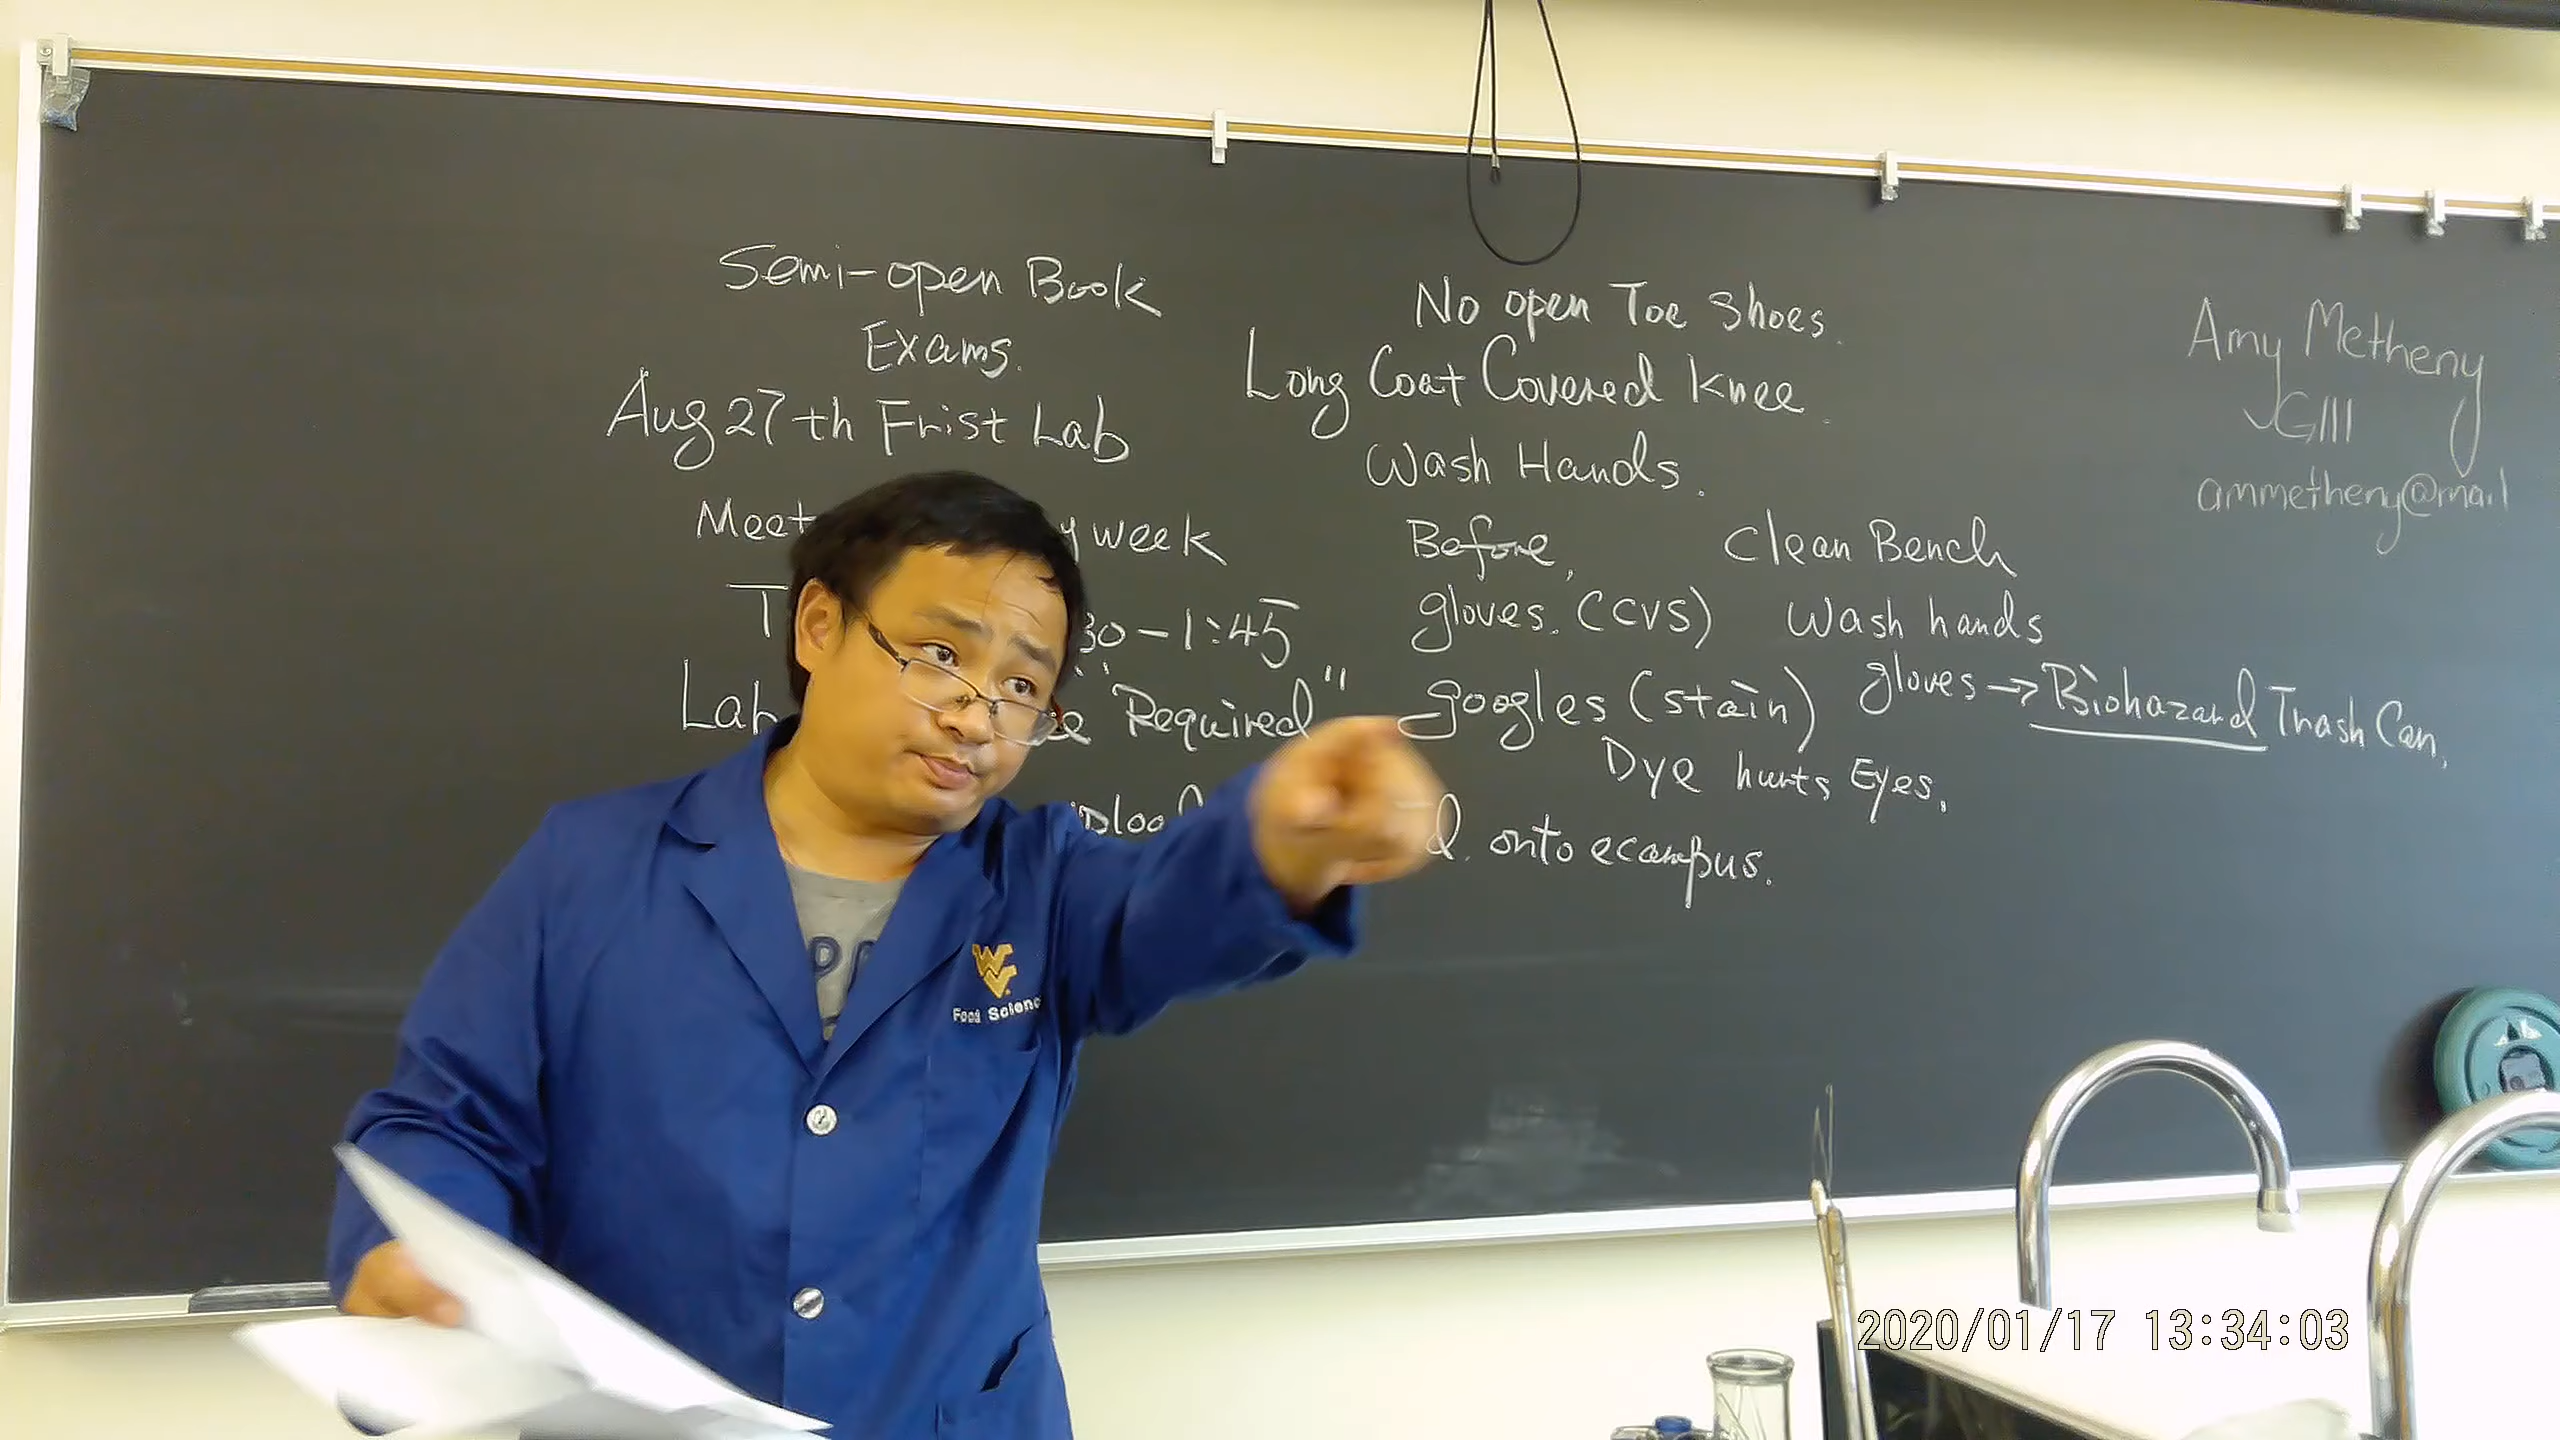 Semi-open Book
Exams.
Aug 27th Frist Lab
Meet week
30-1:45
Lab "Required"
No open Toe Shoes.
Long Coat Covered Knee.
Wash Hands.
Before,
gloves. (CVS)
googles (stain)
Dye hurts Eyes.
onto ecampus.
Clean Bench
Wash hands
gloves → Biohazard Trash Can.
Amy Metheny
ammetheny@mail
WV
Food Science
2020/01/17 13:34:03